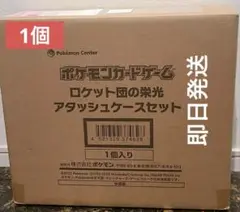 1個
Pokémon Center
ポケモンカードゲーム
ロケット団の栄光
アタッシュケースセット
1個入り
株式会社ポケモン
即日発送